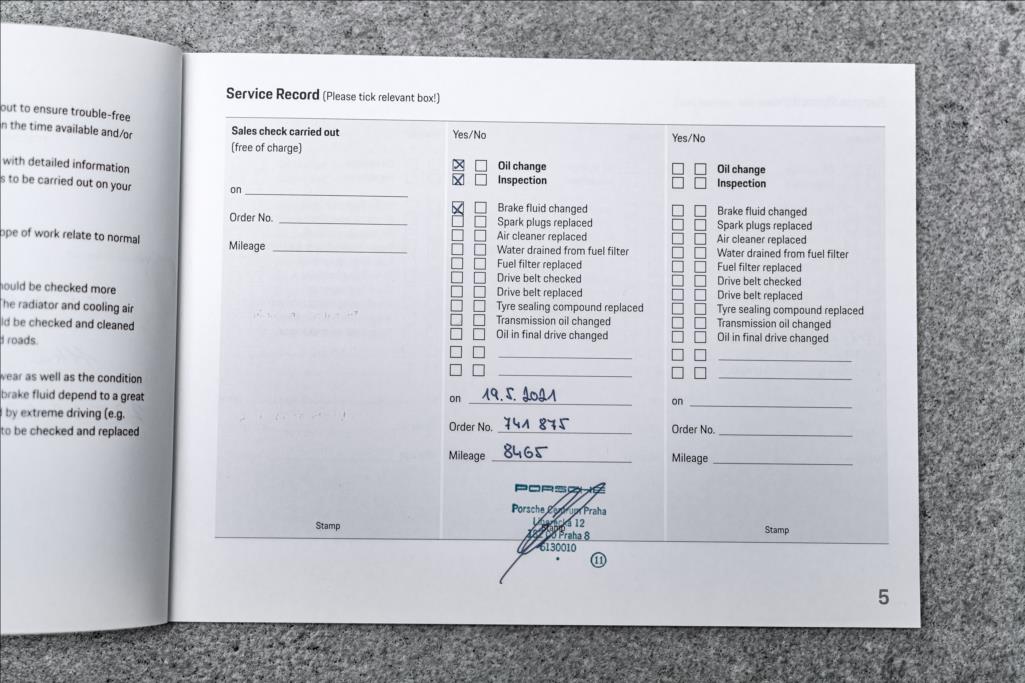 out to ensure trouble-free
n the time available and/or
with detailed information
s to be carried out on your
ope of work relate to normal
hould be checked more
he radiator and cooling air
ld be checked and cleaned
d roads.
wear as well as the condition
brake fluid depend to a great
d by extreme driving (e.g.
to be checked and replaced
Service Record (Please tick relevant box!)
Sales check carried out
(free of charge)
on
Order No.
Mileage
Stamp
Yes/No
Oil change
Inspection
Brake fluid changed
Spark plugs replaced
Air cleaner replaced
Water drained from fuel filter
Fuel filter replaced
Drive belt checked
Drive belt replaced
Tyre sealing compound replaced
Transmission oil changed
Oil in final drive changed
on 19.5.2021
Order No. 741 875
Mileage 8465
PORSCHE
Porsche Centrum Praha
12
Praha 8
6130010
11
Stamp
Yes/No
Oil change
Inspection
Brake fluid changed
Spark plugs replaced
Air cleaner replaced
Water drained from fuel filter
Fuel filter replaced
Drive belt checked
Drive belt replaced
Tyre sealing compound replaced
Transmission oil changed
Oil in final drive changed
on
Order No.
Mileage
Stamp
5